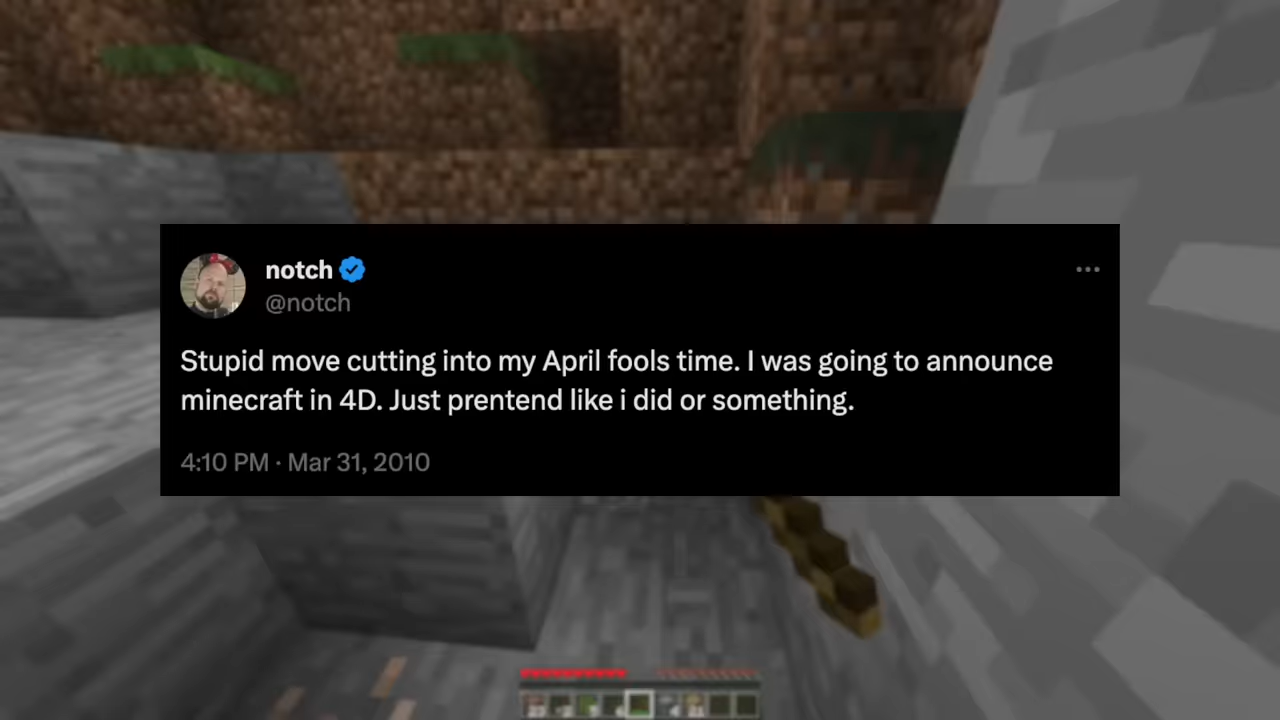 notch
@notch
Stupid move cutting into my April fools time. I was going to announce
minecraft in 4D. Just prentend like i did or something.
4:10 PM · Mar 31, 2010